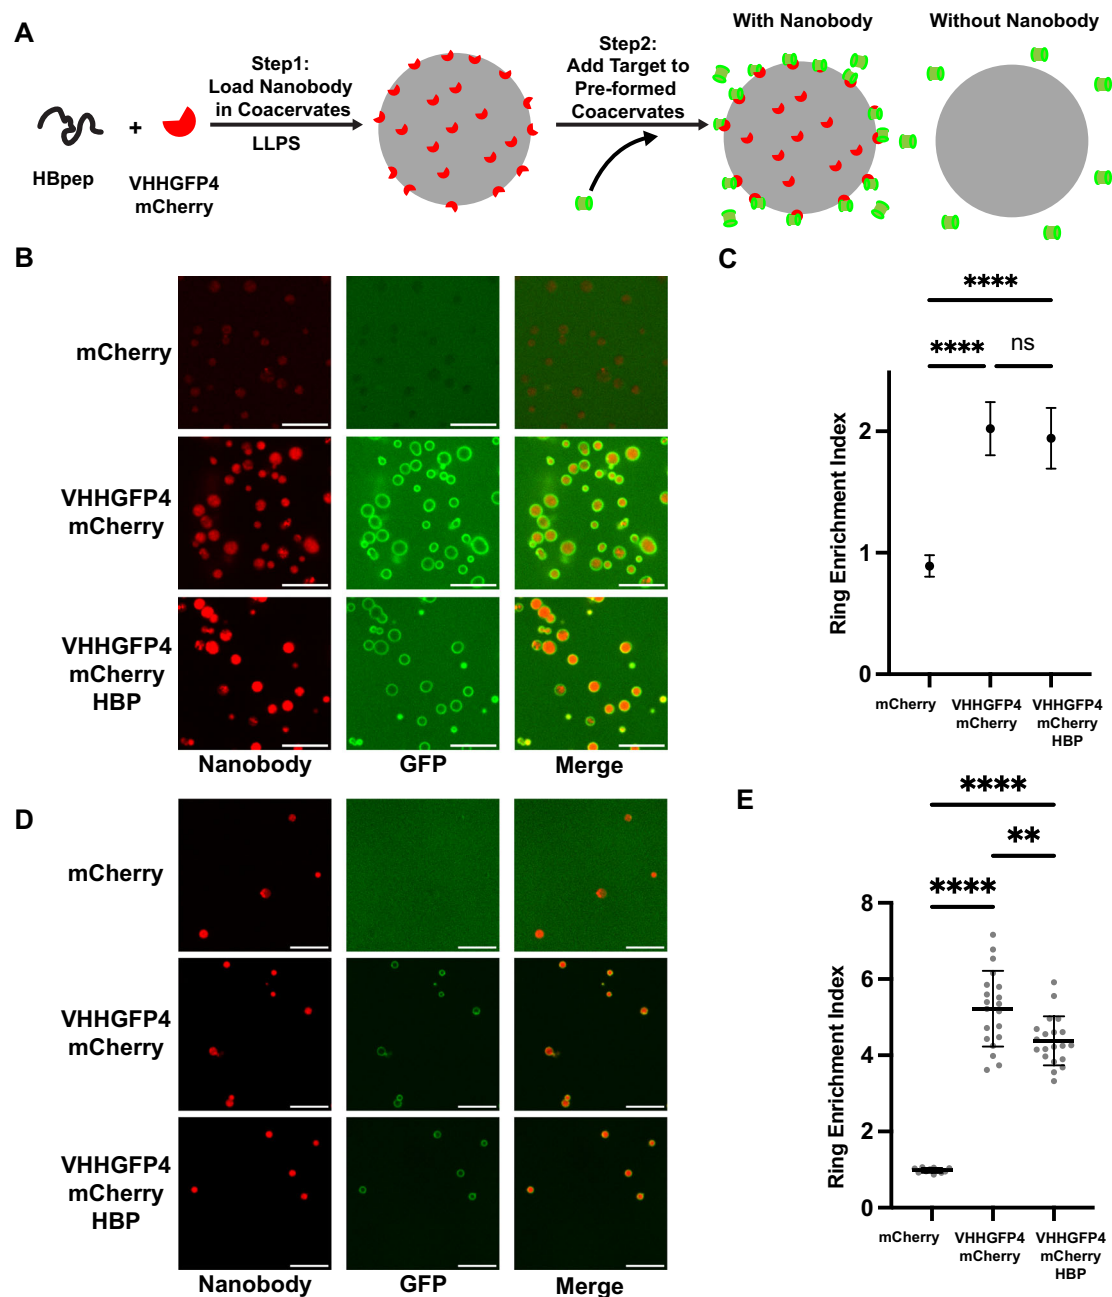 A
HBpep
+
VHHGFP4
mCherry
Step1:
Load Nanobody
in Coacervates
LLPS
Step2:
Add Target to
Pre-formed
Coacervates
With Nanobody
Without Nanobody
B
mCherry
VHHGFP4
mCherry
VHHGFP4
mCherry
HBP
Nanobody
GFP
Merge
C
****
****
ns
Ring Enrichment Index
2
1
0
mCherry
VHHGFP4
mCherry
VHHGFP4
mCherry
HBP
D
mCherry
VHHGFP4
mCherry
VHHGFP4
mCherry
HBP
Nanobody
GFP
Merge
E
****
**
****
Ring Enrichment Index
8
6
4
2
0
mCherry
VHHGFP4
mCherry
VHHGFP4
mCherry
HBP